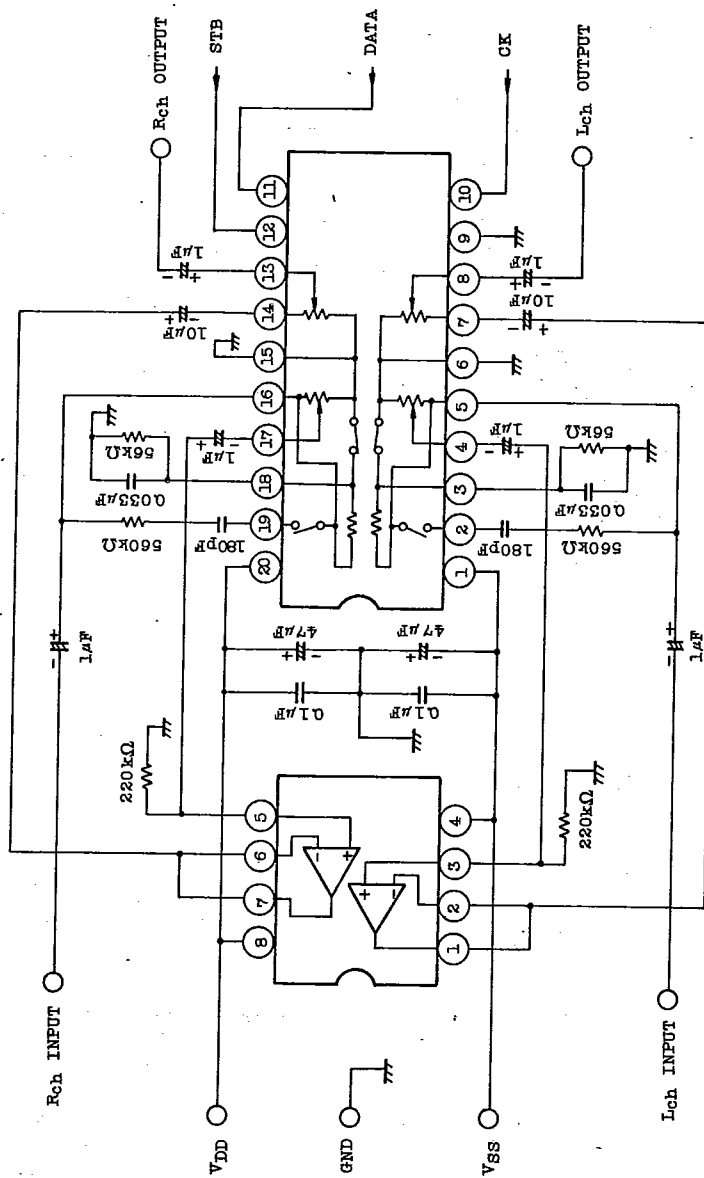 Rch OUTPUT
STB
DATA
CK
Lch OUTPUT
1μF
- +
10μF
+ -
56kΩ
1μF
+ -
0.033μF
560kΩ
180pF
20
19
18
17
16
15
14
13
12
11
1
2
3
4
5
6
7
8
9
10
1μF
+ -
10μF
- +
1μF
- +
56kΩ
0.033μF
180pF
560kΩ
- +
1μF
- +
1μF
47μF
+ -
47μF
+ -
0.1μF
0.1μF
220kΩ
220kΩ
8
7
6
5
- +
+ -
1
2
3
4
Rch INPUT
VDD
GND
VSS
Lch INPUT